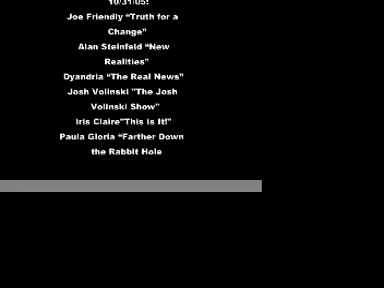 10/31/05:
Joe Friendly “Truth for a
Change”
Alan Steinfeld “New
Realities”
Dyandria “The Real News”
Josh Volinski "The Josh
Volinski Show”
Iris Claire"This is It!”
Paula Gloria “Farther Down
the Rabbit Hole